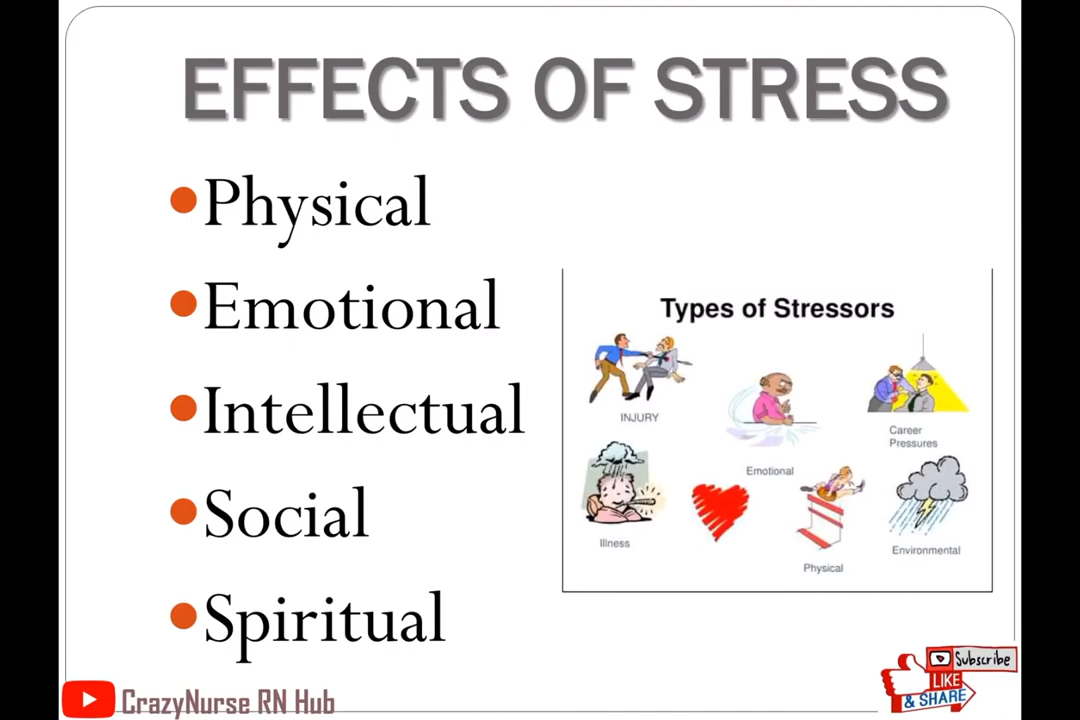 EFFECTS OF STRESS
•Physical
•Emotional
•Intellectual
•Social
•Spiritual
Types of Stressors
INJURY
Emotional
Career
Pressures
Illness
Physical
Environmental
CrazyNurse RN Hub
Subscribe
LIKE
& SHARE